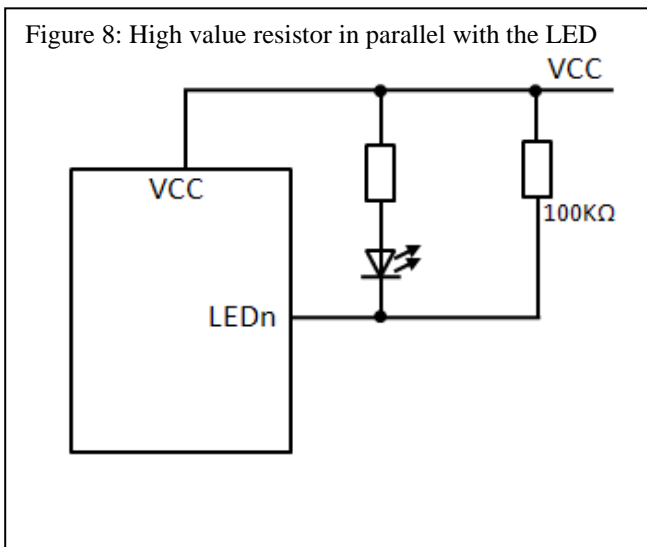 Figure 8: High value resistor in parallel with the LED
VCC
VCC
100KΩ
LEDn